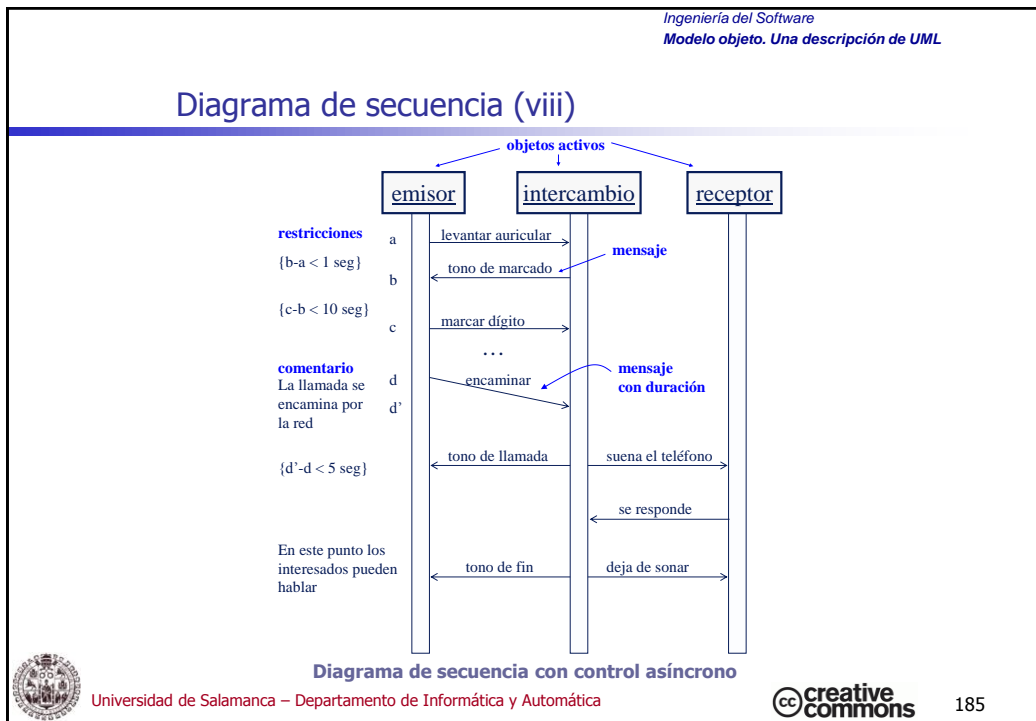 Ingeniería del Software
Modelo objeto. Una descripción de UML
Diagrama de secuencia (viii)
objetos activos
emisor
intercambio
receptor
restricciones
a
levantar auricular
{b-a < 1 seg}
mensaje
tono de marcado
b
{c-b < 10 seg}
c
marcar dígito
…
comentario
La llamada se
encamina por
la red
d
encaminar
mensaje
con duración
d'
{d'-d < 5 seg}
tono de llamada
suena el teléfono
se responde
En este punto los
interesados pueden
hablar
tono de fin
deja de sonar
Diagrama de secuencia con control asíncrono
Universidad de Salamanca – Departamento de Informática y Automática
cc creative
commons
185